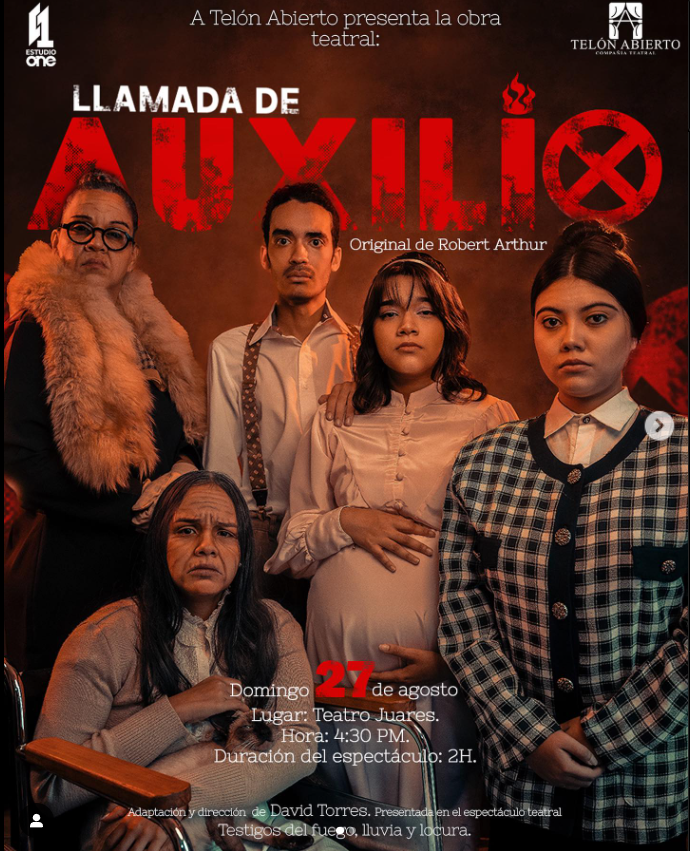 A Telón Abierto presenta la obra
teatral:
ESTUDIO
one
TELÓN ABIERTO
COMPAÑIA TEATRAL
LLAMADA DE
AUXILIO
Original de Robert Arthur
Domingo 27 de agosto
Lugar: Teatro Juares.
Hora: 4:30 PM.
Duración del espectáculo: 2H.
Adaptación y dirección de David Torres. Presentada en el espectáculo teatral
Testigos del fuego, lluvia y locura.